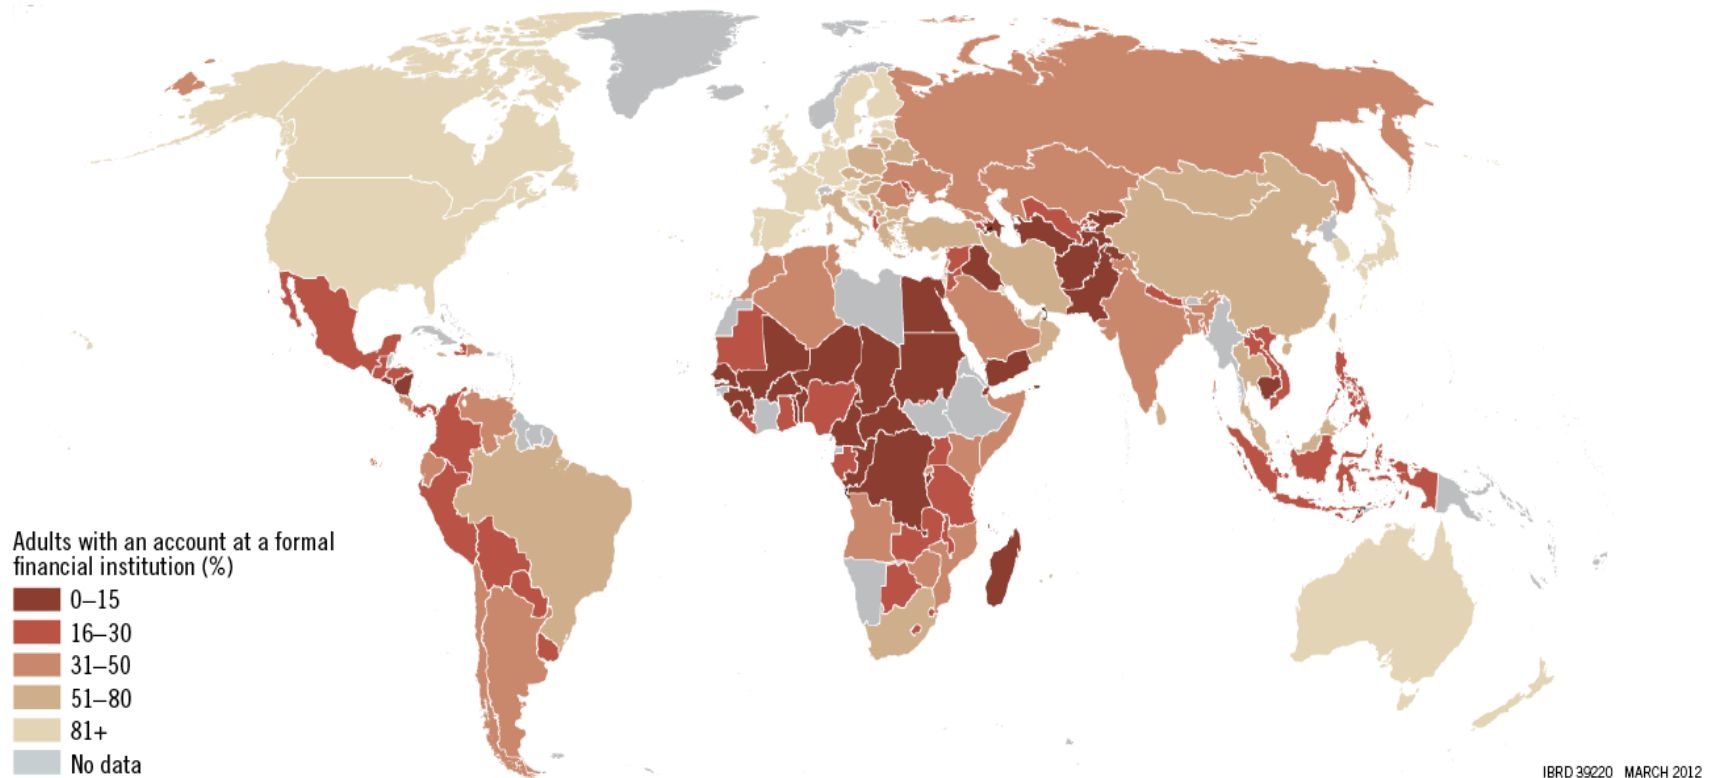 Adults with an account at a formal
financial institution (%)
0–15
16–30
31–50
51–80
81+
No data
IBRD 39220 MARCH 2012